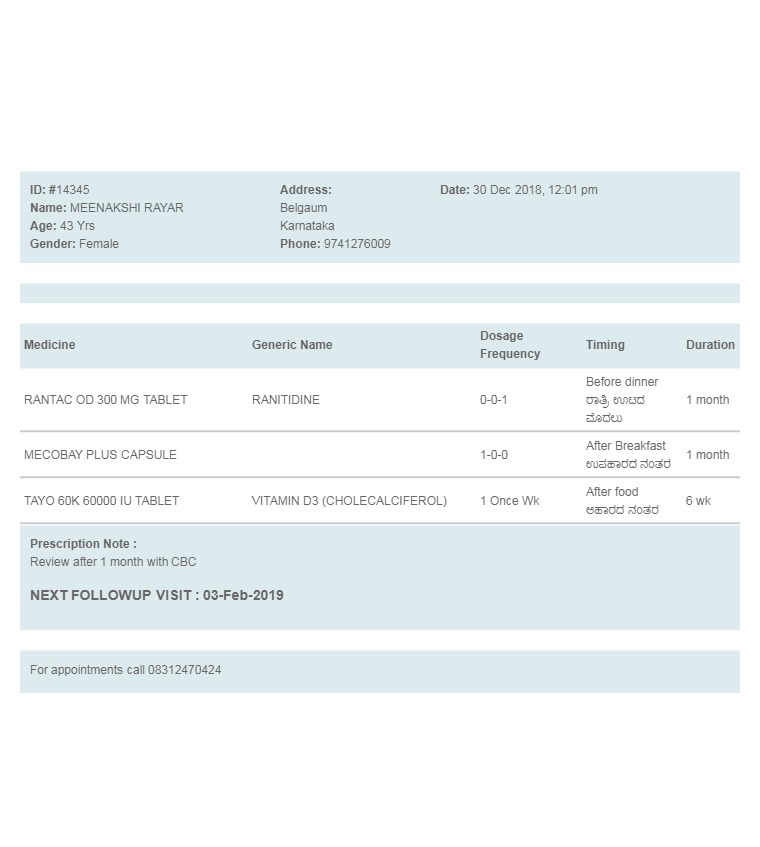 ID: #14345
Name: MEENAKSHI RAYAR
Age: 43 Yrs
Gender: Female
Address:
Belgaum
Karnataka
Phone: 9741276009
Date: 30 Dec 2018, 12:01 pm
Medicine Generic Name Dosage Frequency Timing Duration
RANTAC OD 300 MG TABLET RANITIDINE 0-0-1 Before dinner 1 month
ರಾತ್ರಿ ಊಟದ
ಮೊದಲು
MECOBAY PLUS CAPSULE 1-0-0 After Breakfast 1 month
ಉಪಹಾರದ ನಂತರ
TAYO 60K 60000 IU TABLET VITAMIN D3 (CHOLECALCIFEROL) 1 Once Wk After food 6 wk
ಆಹಾರದ ನಂತರ
Prescription Note :
Review after 1 month with CBC
NEXT FOLLOWUP VISIT : 03-Feb-2019
For appointments call 08312470424